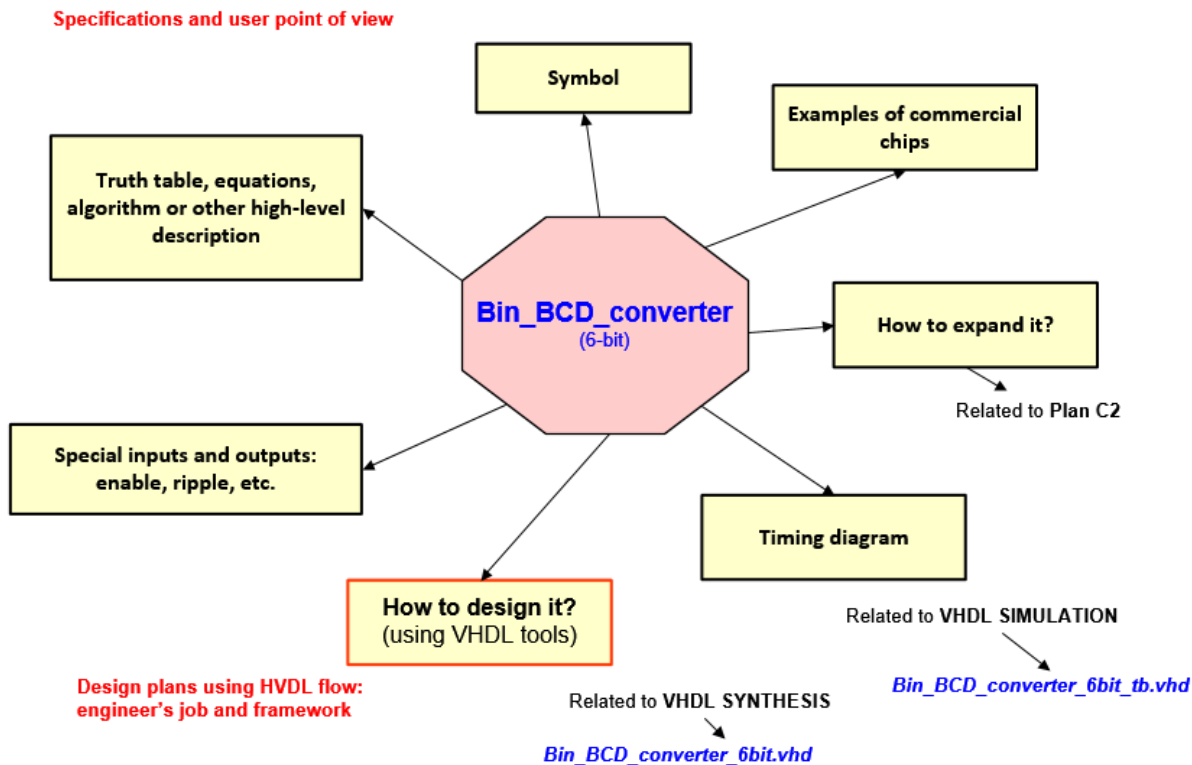 Specifications and user point of view
Symbol
Examples of commercial
chips
Truth table, equations,
algorithm or other high-level
description
Bin_BCD_converter
(6-bit)
How to expand it?
Related to Plan C2
Special inputs and outputs:
enable, ripple, etc.
Timing diagram
How to design it?
(using VHDL tools)
Related to VHDL SIMULATION
Bin_BCD_converter_6bit_tb.vhd
Design plans using HVDL flow:
engineer's job and framework
Related to VHDL SYNTHESIS
Bin_BCD_converter_6bit.vhd